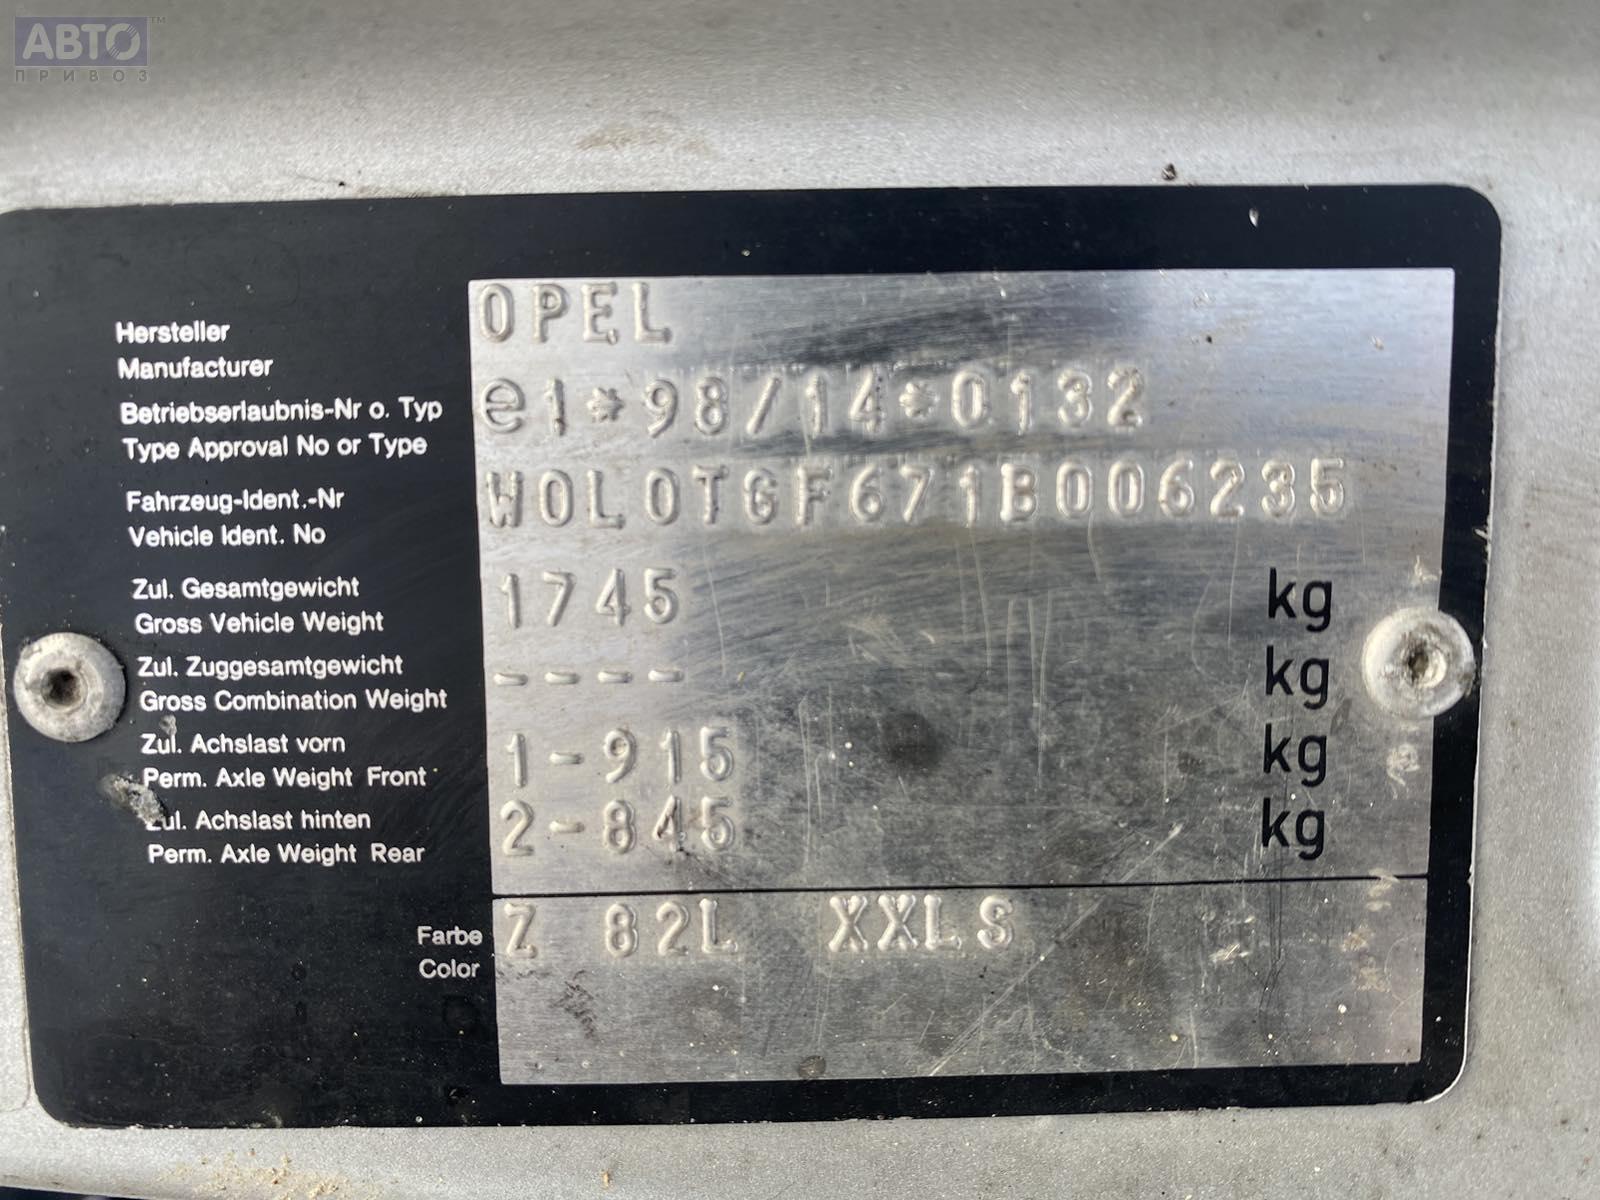 АВТО™
ПРИВОЗ
Hersteller
Manufacturer
OPEL
Betriebserlaubnis-Nr o. Typ
Type Approval No or Type
e1*98/14*0132
Fahrzeug-Ident.-Nr
Vehicle Ident. No
W0L0TGF671B006235
Zul. Gesamtgewicht
Gross Vehicle Weight
1745 kg
Zul. Zuggesamtgewicht
Gross Combination Weight
---- kg
Zul. Achslast vorn
Perm. Axle Weight Front
1-915 kg
Zul. Achslast hinten
Perm. Axle Weight Rear
2-845 kg
Farbe
Color
Z 82L XXLS